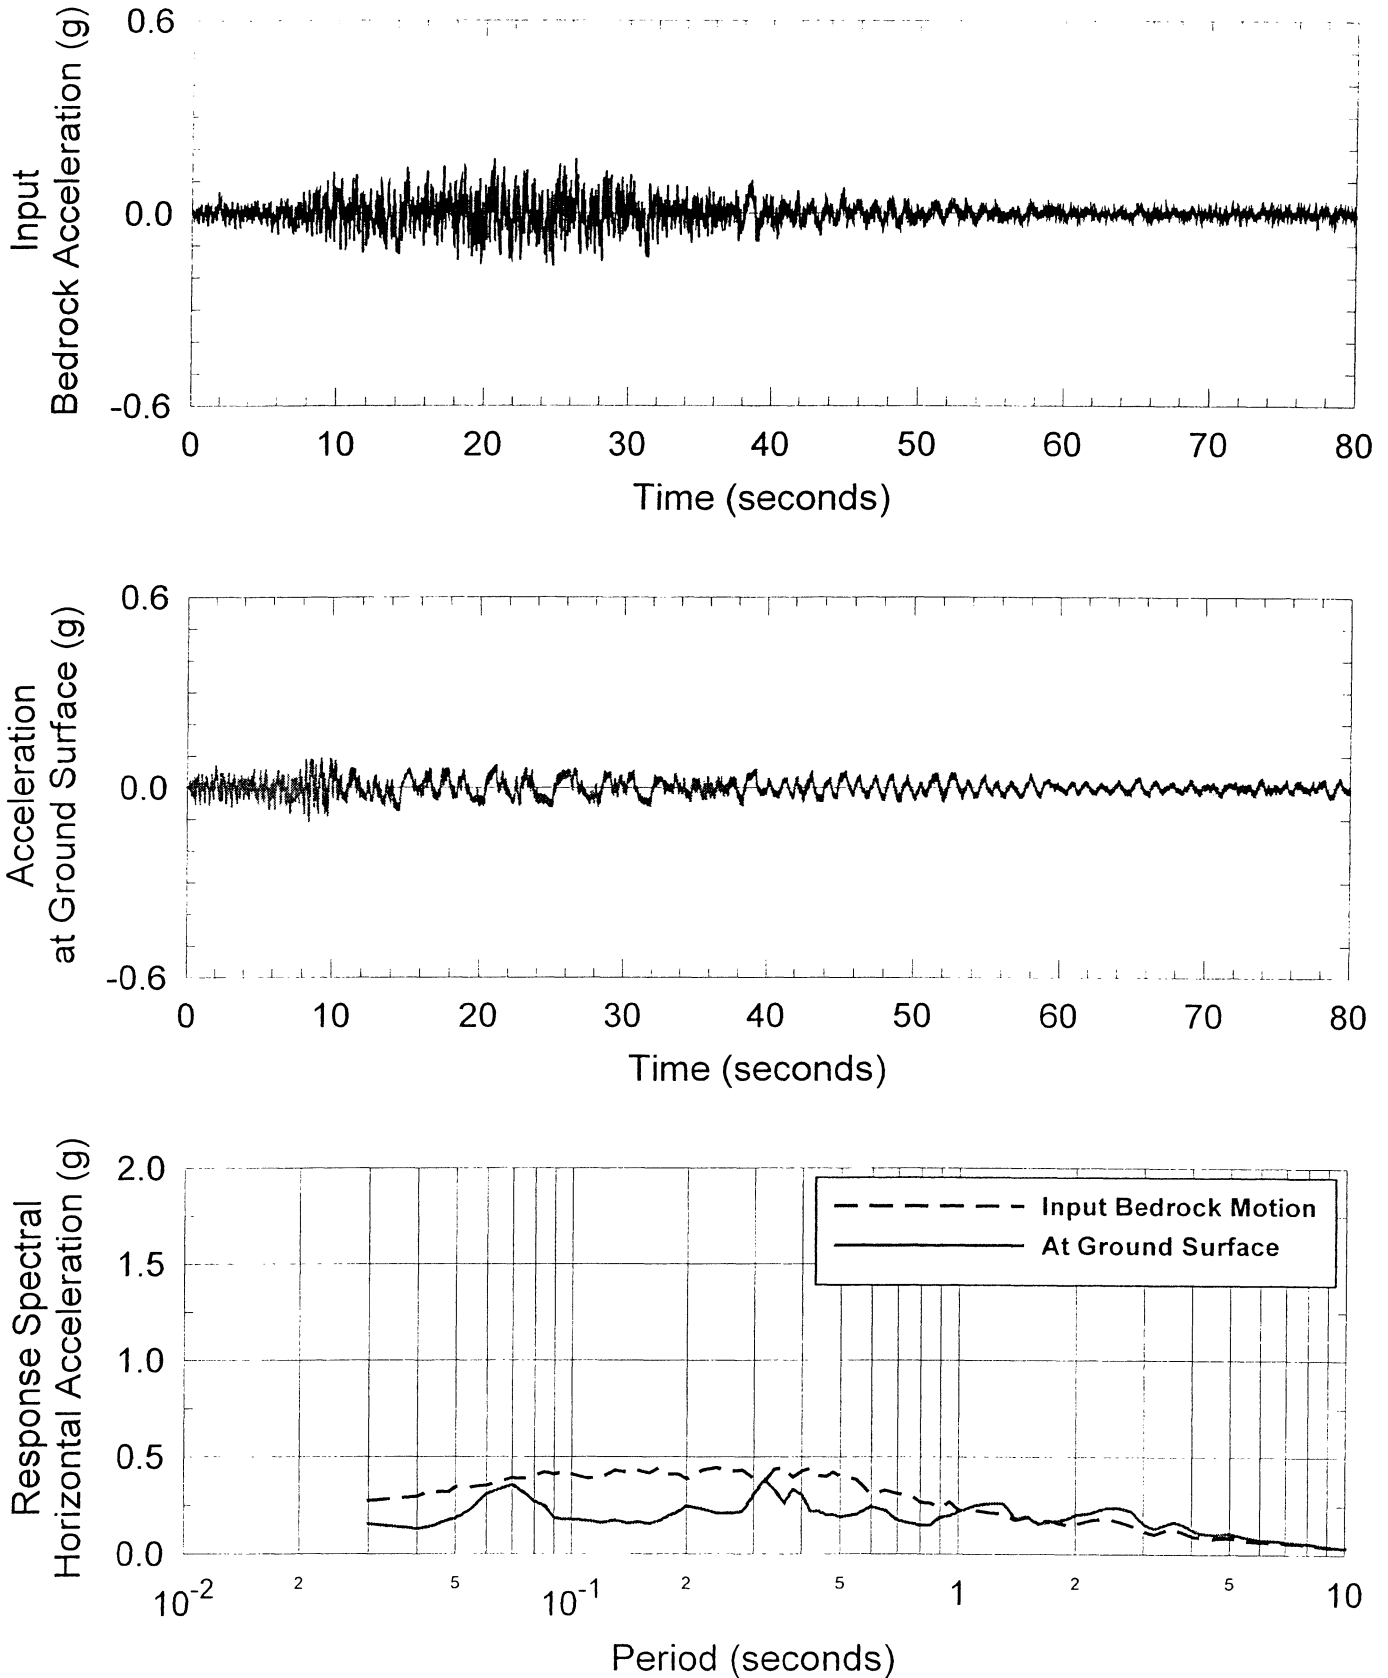 Input
Bedrock Acceleration (g)
0.6
0.0
-0.6
0 10 20 30 40 50 60 70 80
Time (seconds)
Acceleration
at Ground Surface (g)
0.6
0.0
-0.6
0 10 20 30 40 50 60 70 80
Time (seconds)
Response Spectral
Horizontal Acceleration (g)
2.0
1.5
1.0
0.5
0.0
Input Bedrock Motion
At Ground Surface
10-2 2 5 10-1 2 5 1 2 5 10
Period (seconds)